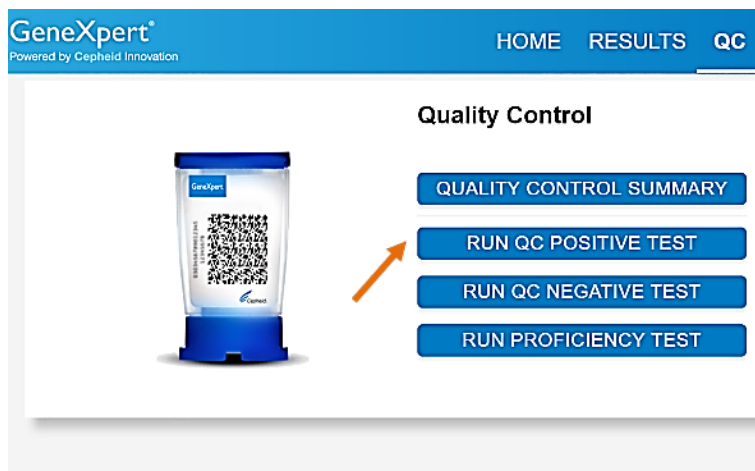 GeneXpert®
Powered by Cepheid Innovation
HOME RESULTS QC
Quality Control
QUALITY CONTROL SUMMARY
RUN QC POSITIVE TEST
RUN QC NEGATIVE TEST
RUN PROFICIENCY TEST
GeneXpert
Cepheid